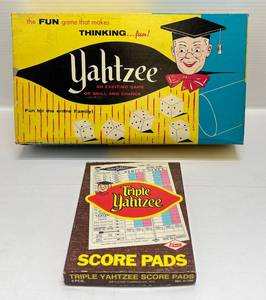 the FUN game that makes
THINKING...fun!
Yahtzee
AN EXCITING GAME
OF SKILL AND CHANCE
Fun for the entire Family!
Triple
Yahtzee
SCORE PADS
TRIPLE YAHTZEE SCORE PADS